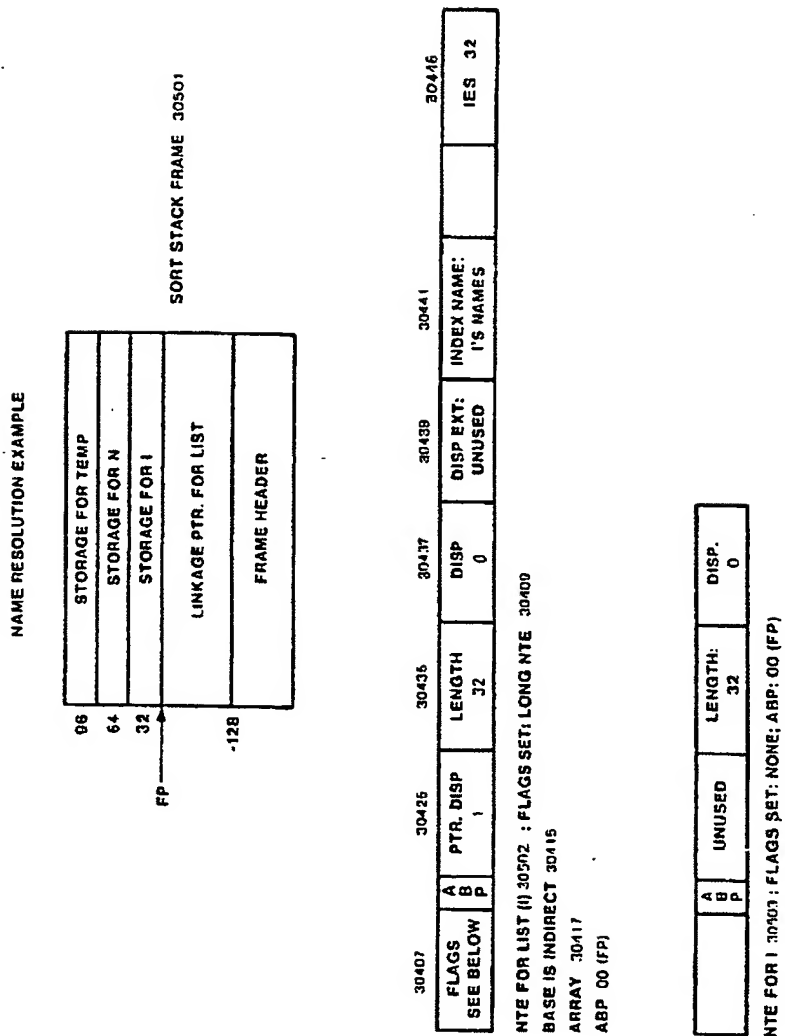 NAME RESOLUTION EXAMPLE
96
64
32
FP
-128
STORAGE FOR TEMP
STORAGE FOR N
STORAGE FOR I
LINKAGE PTR. FOR LIST
FRAME HEADER
SORT STACK FRAME 30501
30407
30425
30435
30437
30439
30441
30446
FLAGS
SEE BELOW
A
B
P
PTR. DISP
1
LENGTH
32
DISP
0
DISP EXT:
UNUSED
INDEX NAME:
I'S NAMES
IES 32
NTE FOR LIST (I) 30502 : FLAGS SET: LONG NTE 30409
BASE IS INDIRECT 30415
ARRAY 30417
ABP 00 (FP)
A
B
P
UNUSED
LENGTH:
32
DISP.
0
NTE FOR I 30503 : FLAGS SET: NONE; ABP: 00 (FP)